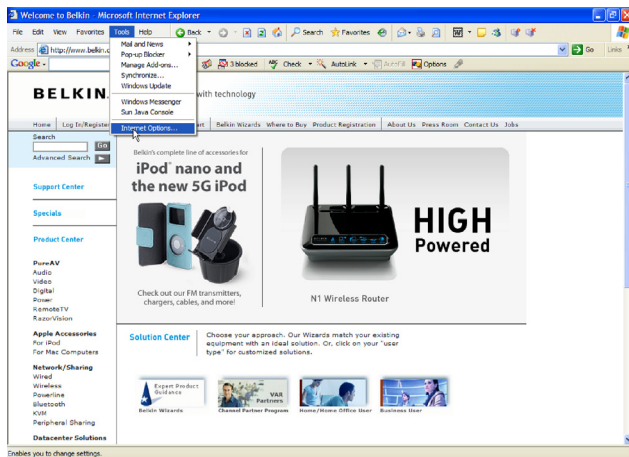 Welcome to Belkin - Microsoft Internet Explorer
File Edit View Favorites Tools Help Back Search Favorites
Address http://www.belkin.c Go Links
Mail and News
Pop-up Blocker
Manage Add-ons...
Synchronize...
Windows Update
Windows Messenger
Sun Java Console
Internet Options...
Google 3 blocked Check AutoLink AutoFill Options
BELKIN. with technology
Home Log In/Register Belkin Wizards Where to Buy Product Registration About Us Press Room Contact Us Jobs
Search
Go
Advanced Search
Support Center
Specials
Product Center
PureAV
Audio
Video
Digital
Power
RemoteTV
RazorVision
Apple Accessories
For iPod
For Mac Computers
Network/Sharing
Wired
Wireless
Powerline
Bluetooth
KVM
Peripheral Sharing
Datacenter Solutions
Belkin's complete line of accessories for
iPod nano and
the new 5G iPod
Check out our FM transmitters,
chargers, cables, and more!
HIGH
Powered
N1 Wireless Router
Solution Center
Choose your approach. Our Wizards match your existing
equipment with an ideal solution. Or, click on your "user
type" for customized solutions.
Expert Product
Guidance
VAR
Partners
Belkin Wizards Channel Partner Program Home/Home Office User Business User
Enables you to change settings.